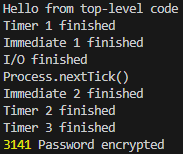 Hello from top-level code
Timer 1 finished
Immediate 1 finished
I/O finished
Process.nextTick()
Immediate 2 finished
Timer 2 finished
Timer 3 finished
3141 Password encrypted